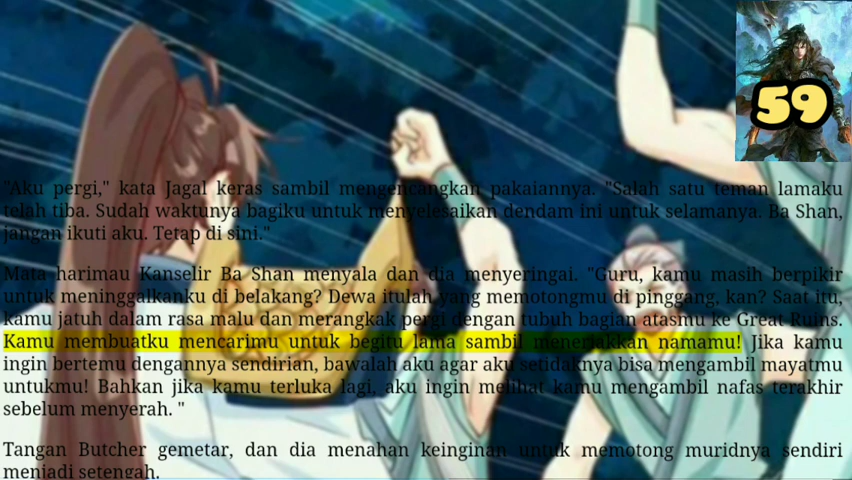 59
"Aku pergi," kata Jagal keras sambil mengencangkan pakaiannya. "Salah satu teman lamaku
telah tiba. Sudah waktunya bagiku untuk menyelesaikan dendam ini untuk selamanya. Ba Shan,
jangan ikuti aku. Tetap di sini."
Mata harimau Kanselir Ba Shan menyala dan dia menyeringai. "Guru, kamu masih berpikir
untuk meninggalkanku di belakang? Dewa itulah yang memotongmu di pinggang, kan? Saat itu,
kamu jatuh dalam rasa malu dan merangkak pergi dengan tubuh bagian atasmu ke Great Ruins.
Kamu membuatku mencarimu untuk begitu lama sambil meneriakkan namamu! Jika kamu
ingin bertemu dengannya sendirian, bawalah aku agar aku setidaknya bisa mengambil mayatmu
untukmu! Bahkan jika kamu terluka lagi, aku ingin melihat kamu mengambil nafas terakhir
sebelum menyerah. "
Tangan Butcher gemetar, dan dia menahan keinginan untuk memotong muridnya sendiri
menjadi setengah.